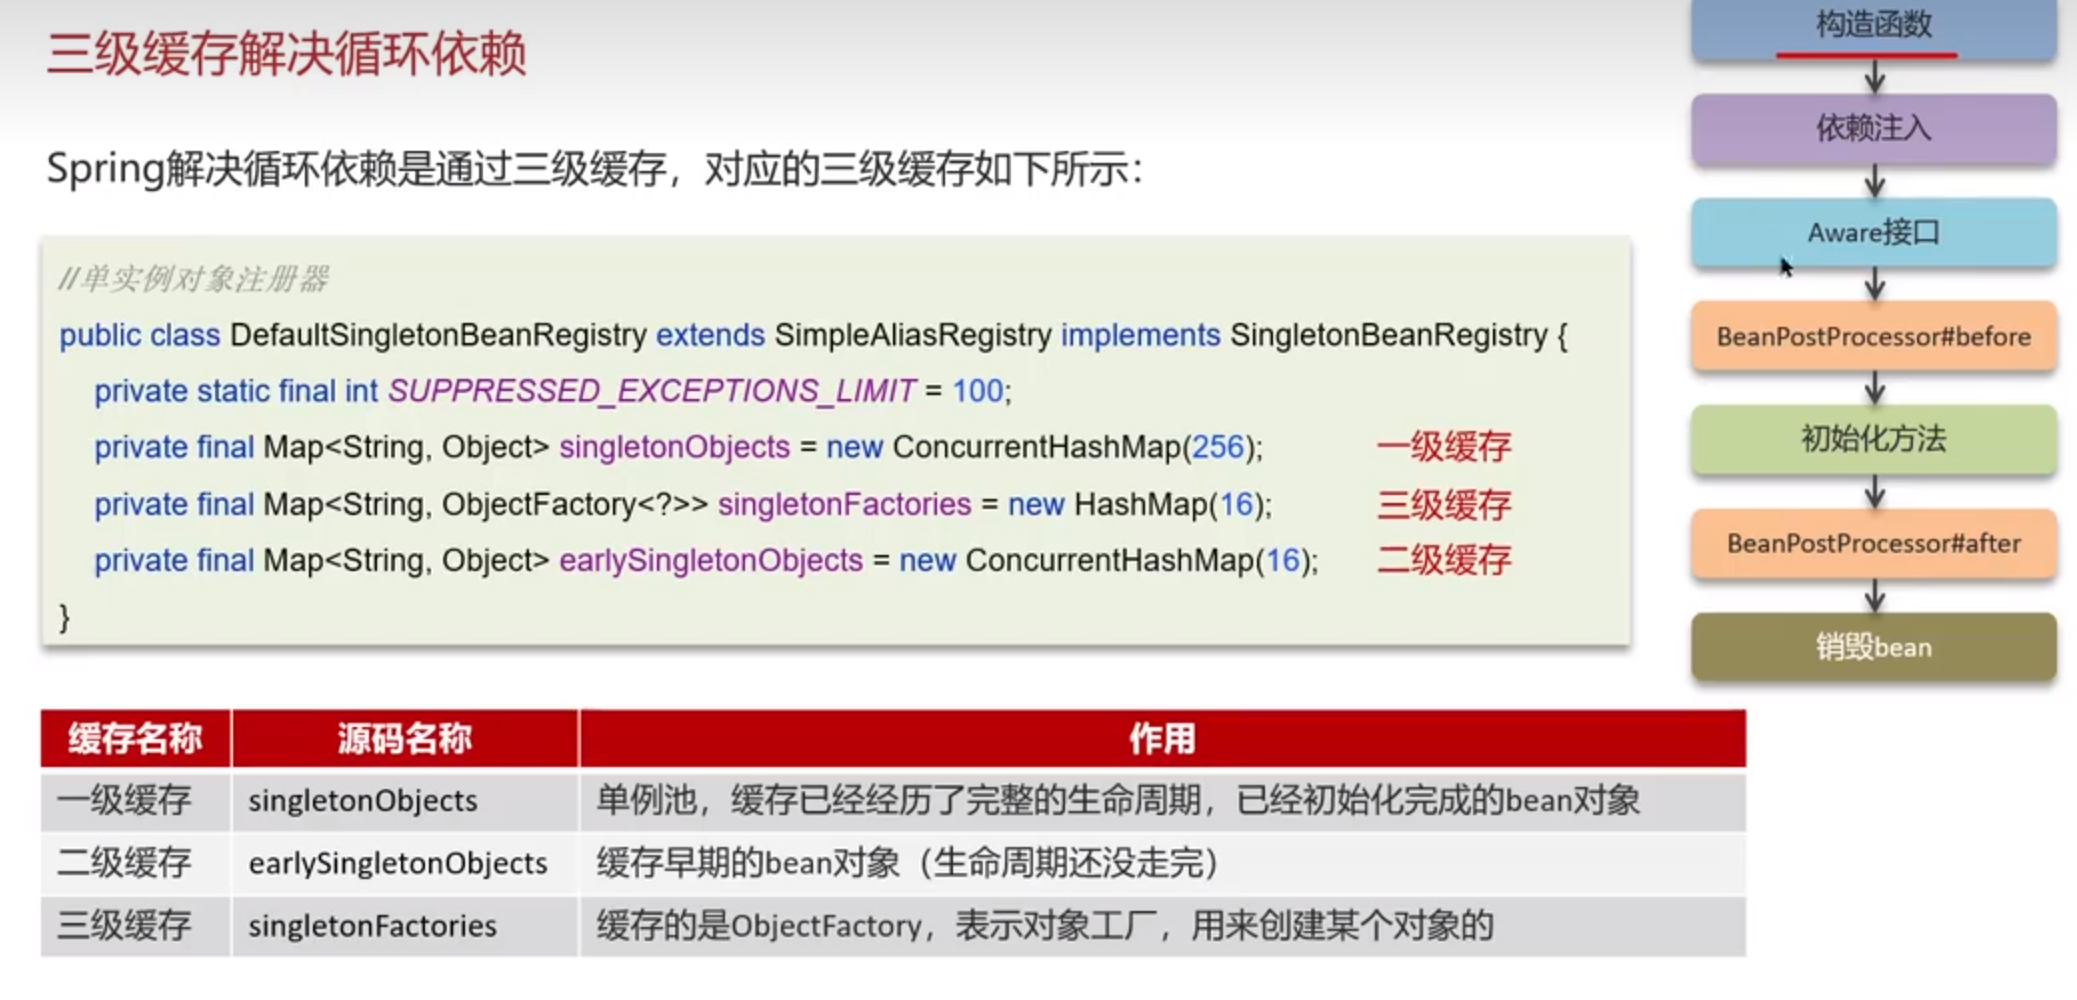 三级缓存解决循环依赖
Spring解决循环依赖是通过三级缓存，对应的三级缓存如下所示：
//单实例对象注册器
public class DefaultSingletonBeanRegistry extends SimpleAliasRegistry implements SingletonBeanRegistry {
private static final int SUPPRESSED_EXCEPTIONS_LIMIT = 100;
private final Map<String, Object> singletonObjects = new ConcurrentHashMap(256); 一级缓存
private final Map<String, ObjectFactory<?>> singletonFactories = new HashMap(16); 三级缓存
private final Map<String, Object> earlySingletonObjects = new ConcurrentHashMap(16); 二级缓存
}
缓存名称 源码名称 作用
一级缓存 singletonObjects 单例池，缓存已经经历了完整的生命周期，已经初始化完成的bean对象
二级缓存 earlySingletonObjects 缓存早期的bean对象（生命周期还没走完）
三级缓存 singletonFactories 缓存的是ObjectFactory，表示对象工厂，用来创建某个对象的
构造函数
依赖注入
Aware接口
BeanPostProcessor#before
初始化方法
BeanPostProcessor#after
销毁bean